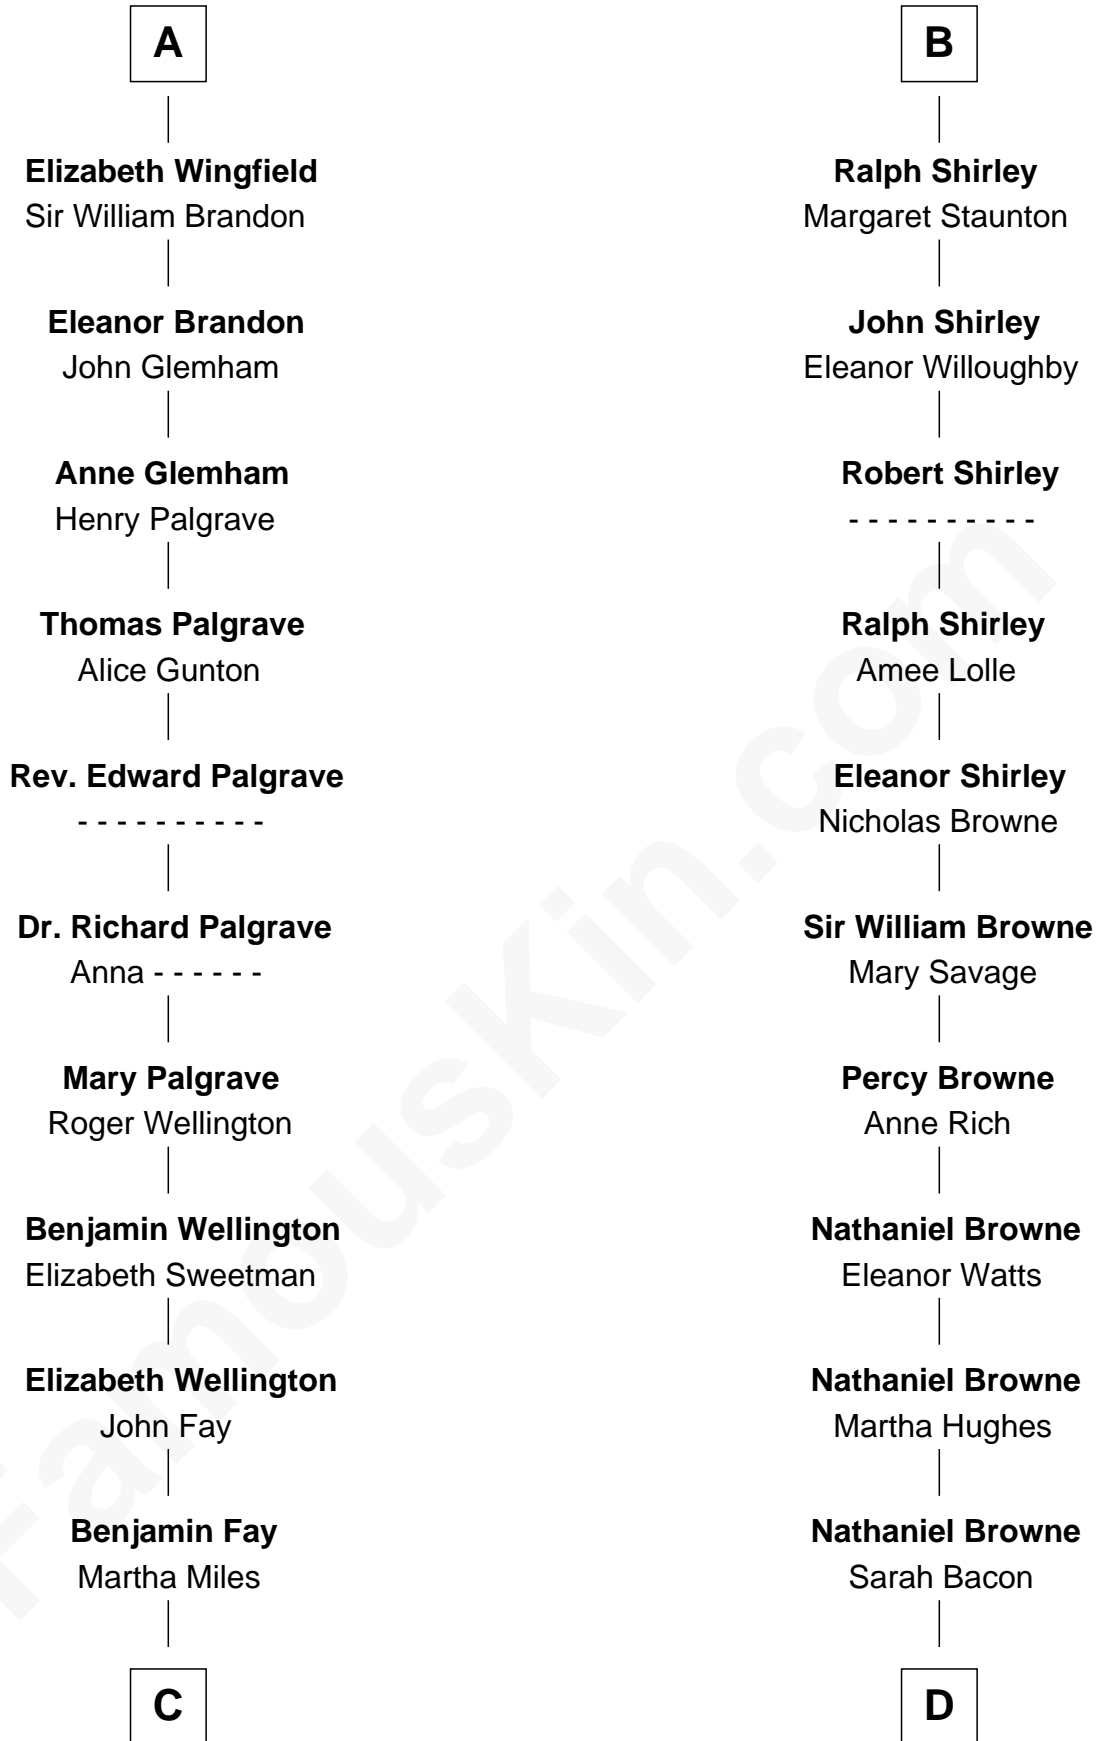 A
Elizabeth Wingfield
Sir William Brandon
Eleanor Brandon
John Glemham
Anne Glemham
Henry Palgrave
Thomas Palgrave
Alice Gunton
Rev. Edward Palgrave
- - - - - - - - - -
Dr. Richard Palgrave
Anna - - - - - -
Mary Palgrave
Roger Wellington
Benjamin Wellington
Elizabeth Sweetman
Elizabeth Wellington
John Fay
Benjamin Fay
Martha Miles
C
B
Ralph Shirley
Margaret Staunton
John Shirley
Eleanor Willoughby
Robert Shirley
- - - - - - - - - -
Ralph Shirley
Amee Lolle
Eleanor Shirley
Nicholas Browne
Sir William Browne
Mary Savage
Percy Browne
Anne Rich
Nathaniel Browne
Eleanor Watts
Nathaniel Browne
Martha Hughes
Nathaniel Browne
Sarah Bacon
D
FamousKin.com